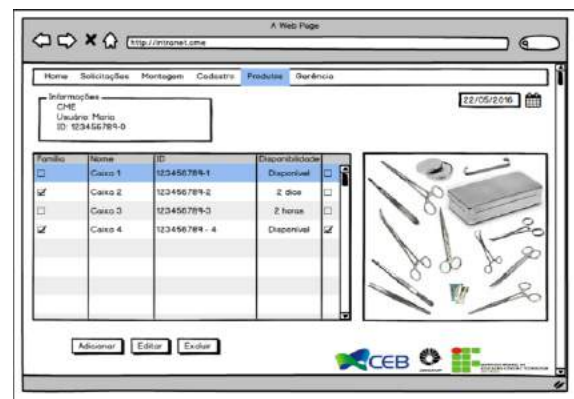 A Web Page
http://intranet.cme
Home Solicitações Montagem Cadastro Produtos Gerência
Informações
CME
Usuário: Maria
ID: 123456789-0
22/05/2016
Família Nome ID Disponibilidade
Caixa 1 123456789-1 Disponível
Caixa 2 123456789-2 2 dias
Caixa 3 123456789-3 2 horas
Caixa 4 123456789 - 4 Disponível
Adicionar Editar Excluir
CEB